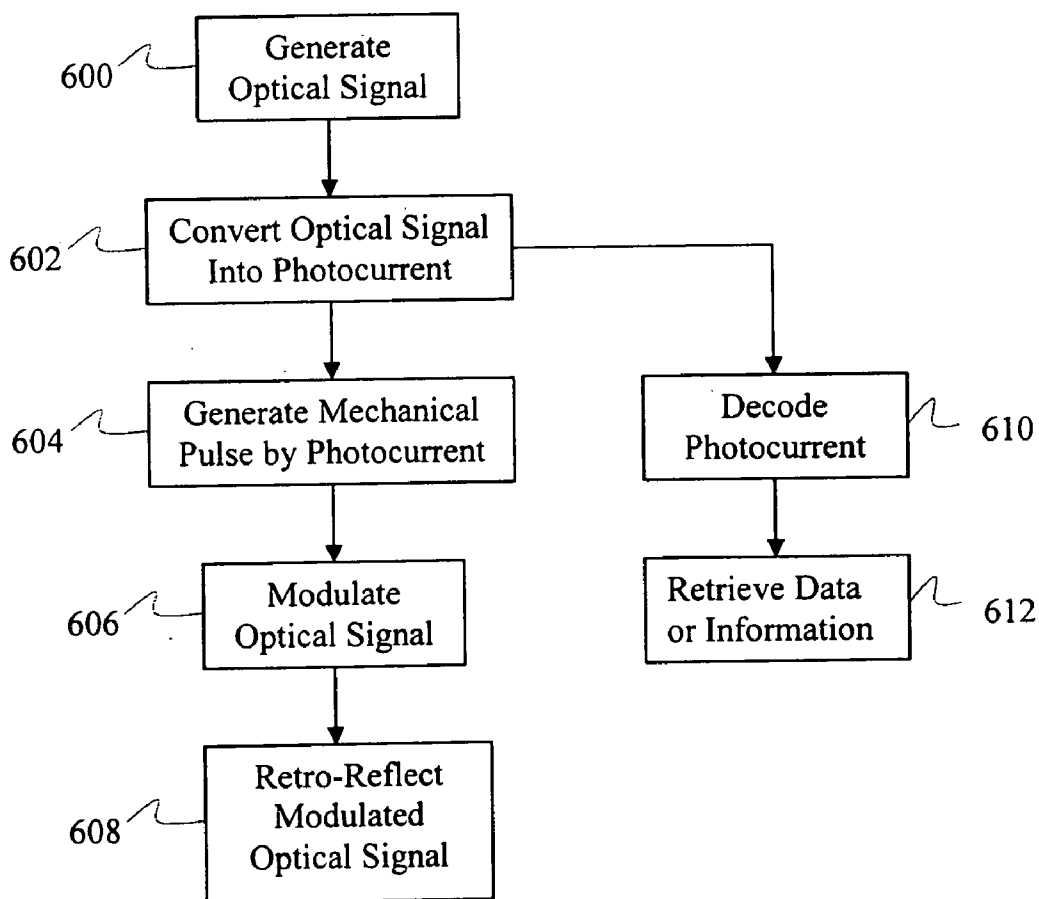 600
Generate
Optical Signal
602
Convert Optical Signal
Into Photocurrent
604
Generate Mechanical
Pulse by Photocurrent
Decode
Photocurrent
610
606
Modulate
Optical Signal
Retrieve Data
or Information
612
608
Retro-Reflect
Modulated
Optical Signal